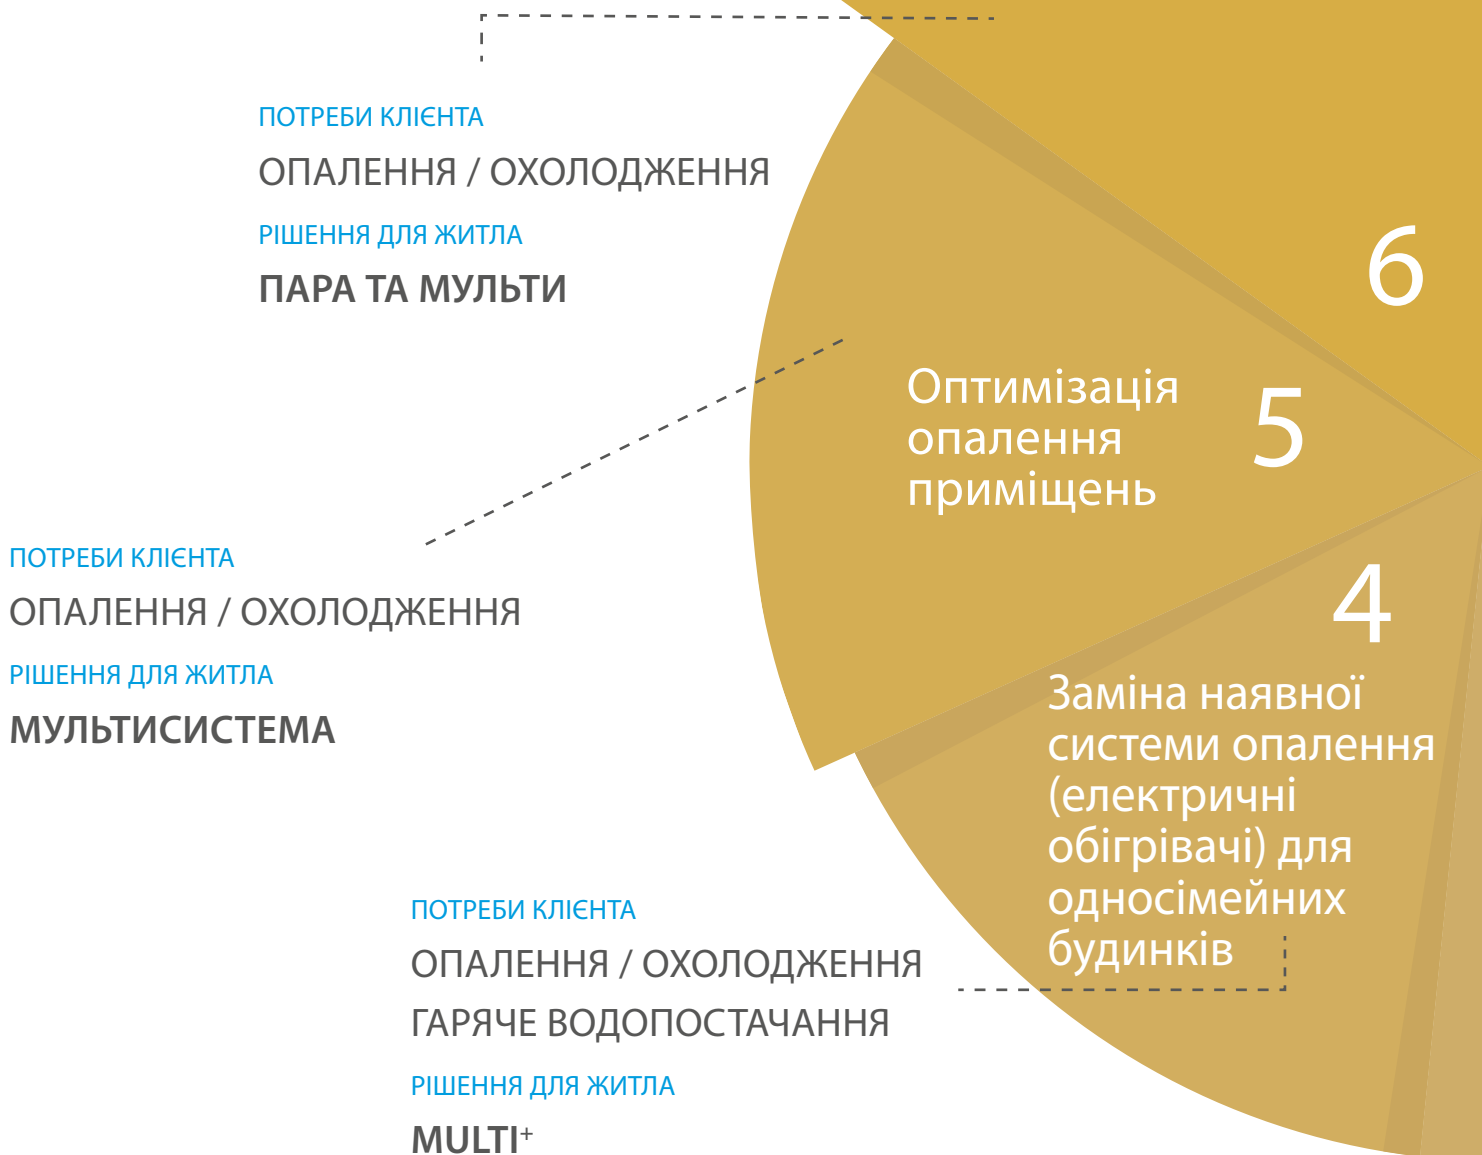 ПОТРЕБИ КЛІЄНТА
ОПАЛЕННЯ / ОХОЛОДЖЕННЯ
РІШЕННЯ ДЛЯ ЖИТЛА
ПАРА ТА МУЛЬТИ
6
Оптимізація
опалення
приміщень
5
ПОТРЕБИ КЛІЄНТА
ОПАЛЕННЯ / ОХОЛОДЖЕННЯ
РІШЕННЯ ДЛЯ ЖИТЛА
МУЛЬТИСИСТЕМА
4
Заміна наявної
системи опалення
(електричні
обігрівачі) для
односімейних
будинків
ПОТРЕБИ КЛІЄНТА
ОПАЛЕННЯ / ОХОЛОДЖЕННЯ
ГАРЯЧЕ ВОДОПОСТАЧАННЯ
РІШЕННЯ ДЛЯ ЖИТЛА
MULTI+